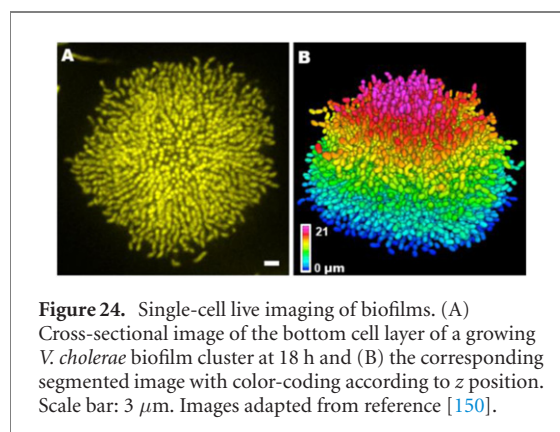 A
B
21
0 μm
Figure 24. Single-cell live imaging of biofilms. (A)
Cross-sectional image of the bottom cell layer of a growing
V. cholerae biofilm cluster at 18 h and (B) the corresponding
segmented image with color-coding according to z position.
Scale bar: 3 μm. Images adapted from reference [150].